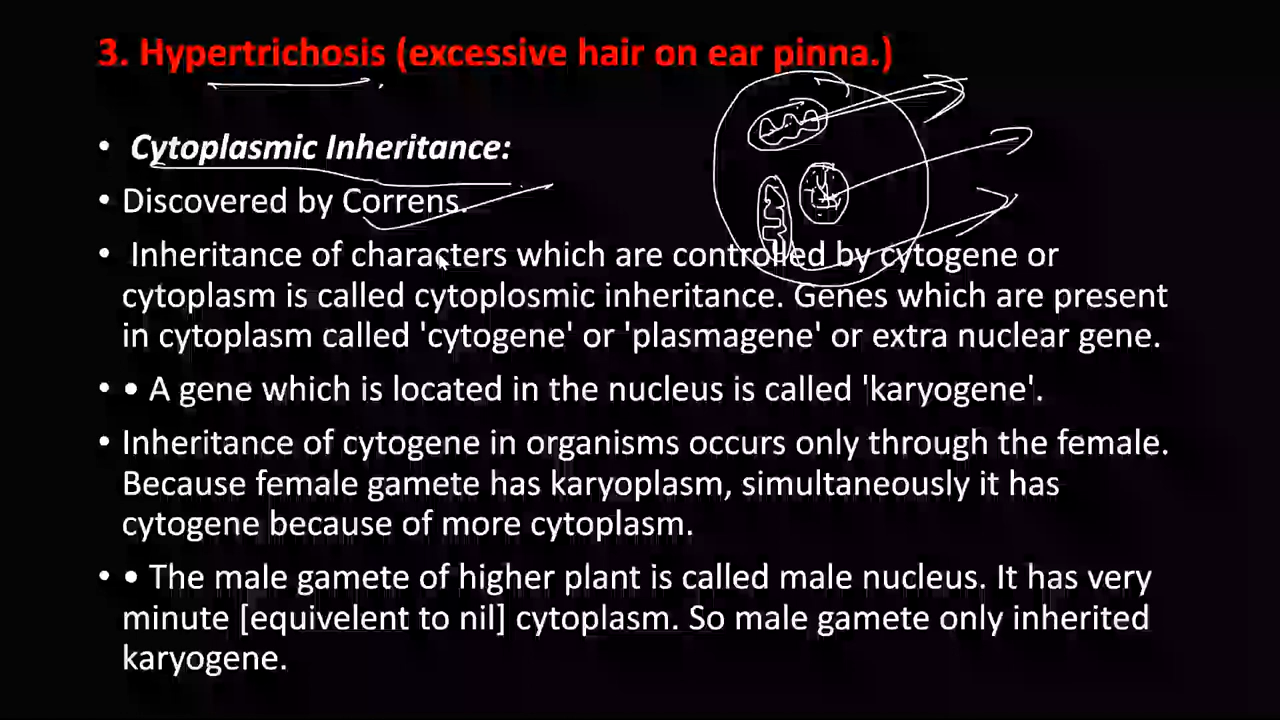 3. Hypertrichosis (excessive hair on ear pinna.)
• Cytoplasmic Inheritance:
• Discovered by Correns.
• Inheritance of characters which are controlled by cytogene or
cytoplasm is called cytoplosmic inheritance. Genes which are present
in cytoplasm called 'cytogene' or 'plasmagene' or extra nuclear gene.
• • A gene which is located in the nucleus is called 'karyogene'.
• Inheritance of cytogene in organisms occurs only through the female.
Because female gamete has karyoplasm, simultaneously it has
cytogene because of more cytoplasm.
• • The male gamete of higher plant is called male nucleus. It has very
minute [equivelent to nil] cytoplasm. So male gamete only inherited
karyogene.